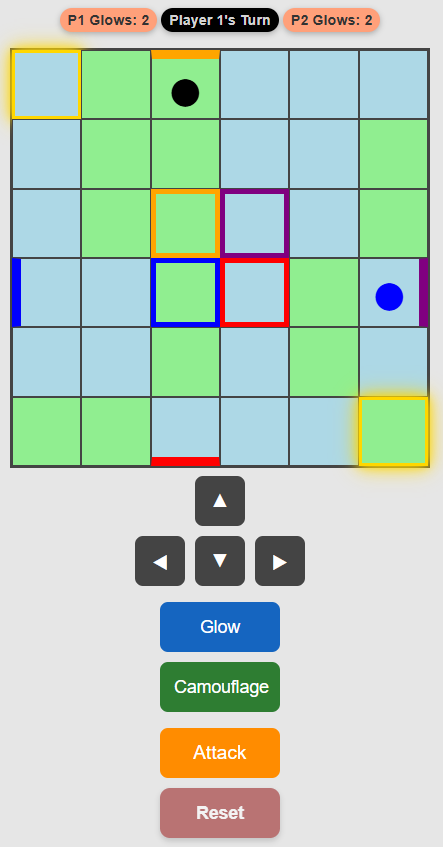 P1 Glows: 2 Player 1's Turn P2 Glows: 2
▲
◀ ▼ ▶
Glow
Camouflage
Attack
Reset